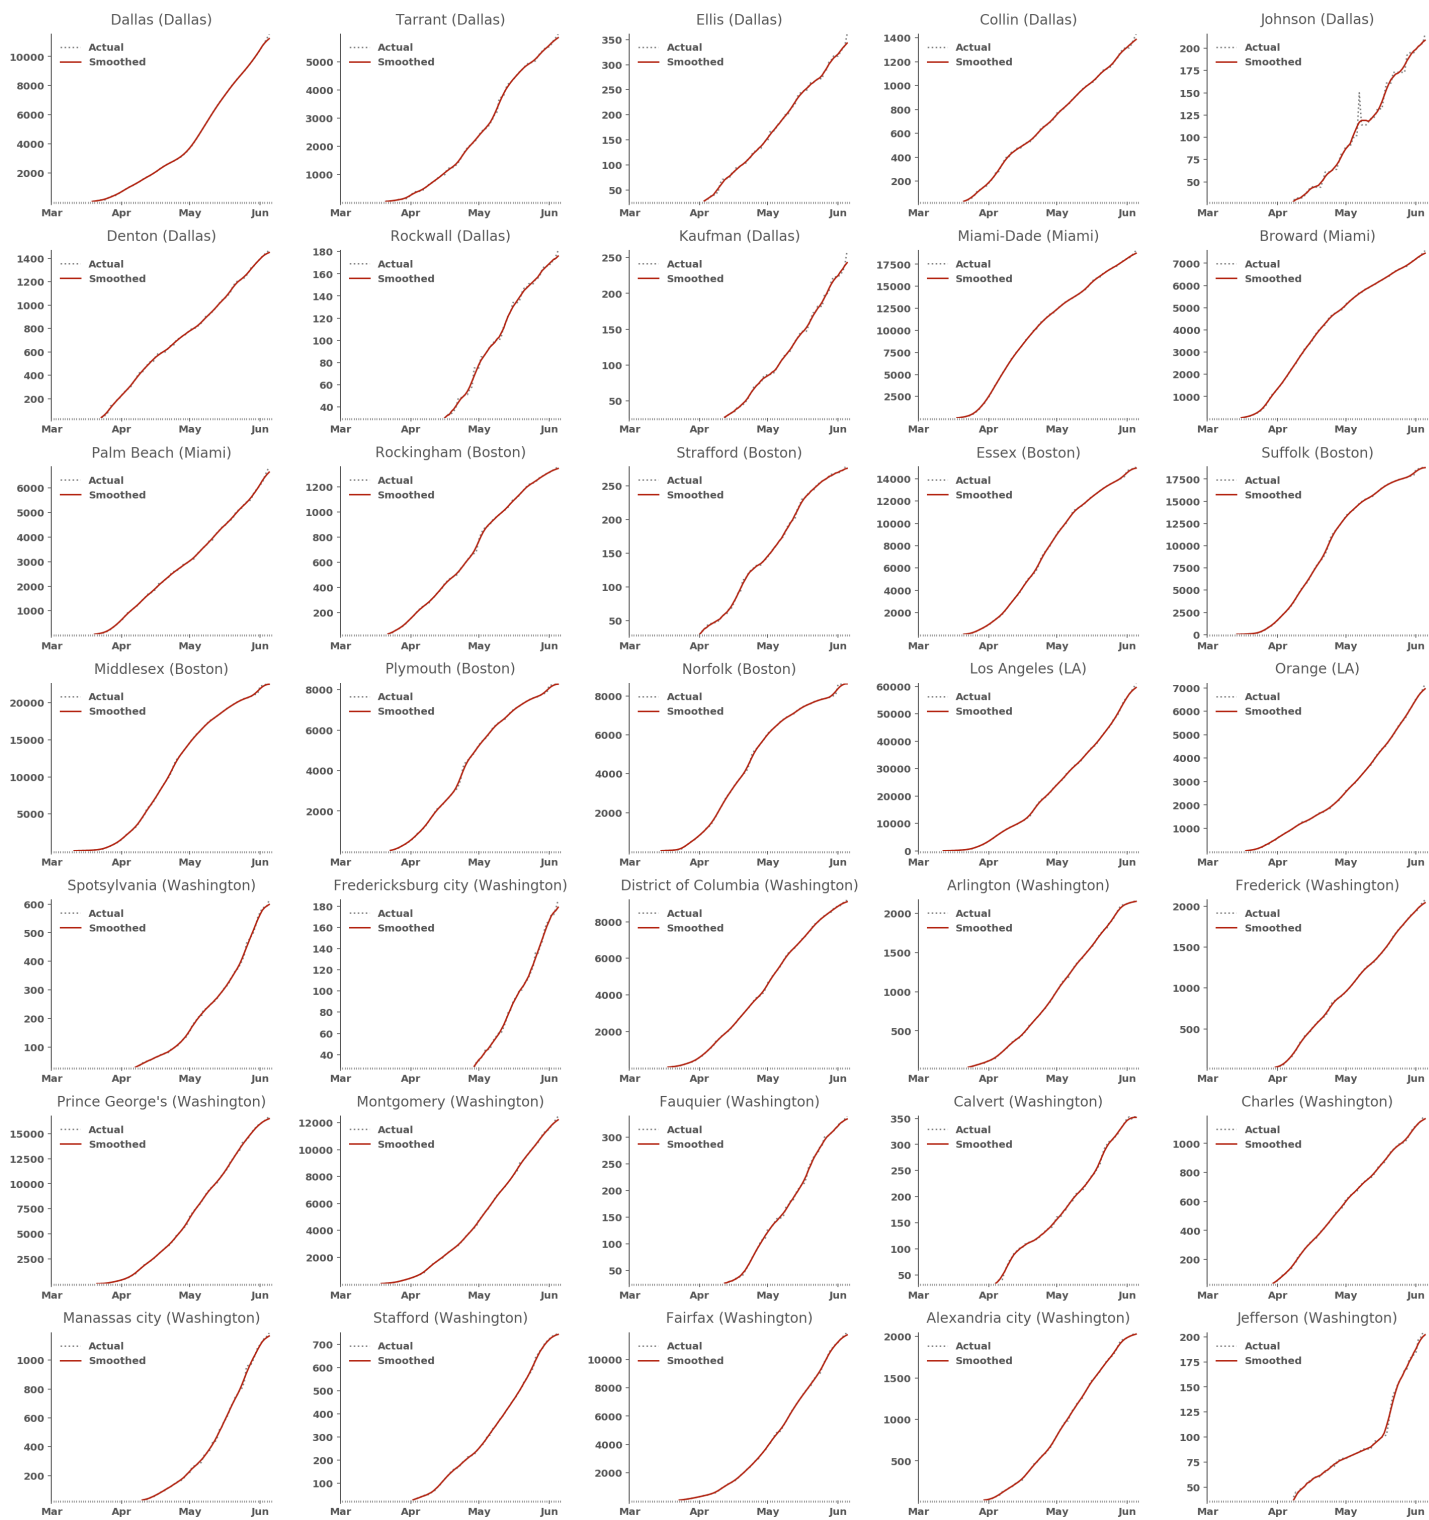 Dallas (Dallas)
Actual
Smoothed
10000
8000
6000
4000
2000
Mar Apr May Jun
Tarrant (Dallas)
Actual
Smoothed
5000
4000
3000
2000
1000
Mar Apr May Jun
Ellis (Dallas)
Actual
Smoothed
350
300
250
200
150
100
50
Mar Apr May Jun
Collin (Dallas)
Actual
Smoothed
1400
1200
1000
800
600
400
200
Mar Apr May Jun
Johnson (Dallas)
Actual
Smoothed
200
175
150
125
100
75
50
Mar Apr May Jun
Denton (Dallas)
Actual
Smoothed
1400
1200
1000
800
600
400
200
Mar Apr May Jun
Rockwall (Dallas)
Actual
Smoothed
180
160
140
120
100
80
60
40
Mar Apr May Jun
Kaufman (Dallas)
Actual
Smoothed
250
200
150
100
50
Mar Apr May Jun
Miami-Dade (Miami)
Actual
Smoothed
17500
15000
12500
10000
7500
5000
2500
Mar Apr May Jun
Broward (Miami)
Actual
Smoothed
7000
6000
5000
4000
3000
2000
1000
Mar Apr May Jun
Palm Beach (Miami)
Actual
Smoothed
6000
5000
4000
3000
2000
1000
Mar Apr May Jun
Rockingham (Boston)
Actual
Smoothed
1200
1000
800
600
400
200
Mar Apr May Jun
Strafford (Boston)
Actual
Smoothed
250
200
150
100
50
Mar Apr May Jun
Essex (Boston)
Actual
Smoothed
14000
12000
10000
8000
6000
4000
2000
Mar Apr May Jun
Suffolk (Boston)
Actual
Smoothed
17500
15000
12500
10000
7500
5000
2500
0
Mar Apr May Jun
Middlesex (Boston)
Actual
Smoothed
20000
15000
10000
5000
Mar Apr May Jun
Plymouth (Boston)
Actual
Smoothed
8000
6000
4000
2000
Mar Apr May Jun
Norfolk (Boston)
Actual
Smoothed
8000
6000
4000
2000
Mar Apr May Jun
Los Angeles (LA)
Actual
Smoothed
60000
50000
40000
30000
20000
10000
0
Mar Apr May Jun
Orange (LA)
Actual
Smoothed
7000
6000
5000
4000
3000
2000
1000
Mar Apr May Jun
Spotsylvania (Washington)
Actual
Smoothed
600
500
400
300
200
100
Mar Apr May Jun
Fredericksburg city (Washington)
Actual
Smoothed
180
160
140
120
100
80
60
40
Mar Apr May Jun
District of Columbia (Washington)
Actual
Smoothed
8000
6000
4000
2000
Mar Apr May Jun
Arlington (Washington)
Actual
Smoothed
2000
1500
1000
500
Mar Apr May Jun
Frederick (Washington)
Actual
Smoothed
2000
1500
1000
500
Mar Apr May Jun
Prince George's (Washington)
Actual
Smoothed
15000
12500
10000
7500
5000
2500
Mar Apr May Jun
Montgomery (Washington)
Actual
Smoothed
12000
10000
8000
6000
4000
2000
Mar Apr May Jun
Fauquier (Washington)
Actual
Smoothed
300
250
200
150
100
50
Mar Apr May Jun
Calvert (Washington)
Actual
Smoothed
350
300
250
200
150
100
50
Mar Apr May Jun
Charles (Washington)
Actual
Smoothed
1000
800
600
400
200
Mar Apr May Jun
Manassas city (Washington)
Actual
Smoothed
1000
800
600
400
200
Mar Apr May Jun
Stafford (Washington)
Actual
Smoothed
700
600
500
400
300
200
100
Mar Apr May Jun
Fairfax (Washington)
Actual
Smoothed
10000
8000
6000
4000
2000
Mar Apr May Jun
Alexandria city (Washington)
Actual
Smoothed
2000
1500
1000
500
Mar Apr May Jun
Jefferson (Washington)
Actual
Smoothed
200
175
150
125
100
75
50
Mar Apr May Jun